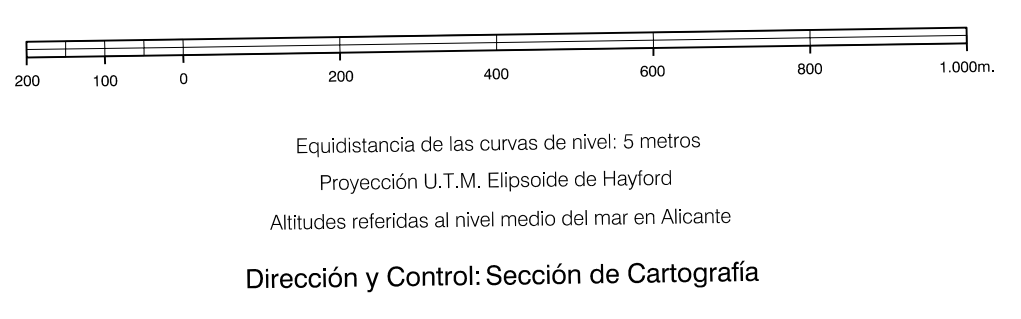 200 100 0 200 400 600 800 1.000m.
Equidistancia de las curvas de nivel: 5 metros
Proyección U.T.M. Elipsoide de Hayford
Altitudes referidas al nivel medio del mar en Alicante
Dirección y Control: Sección de Cartografía